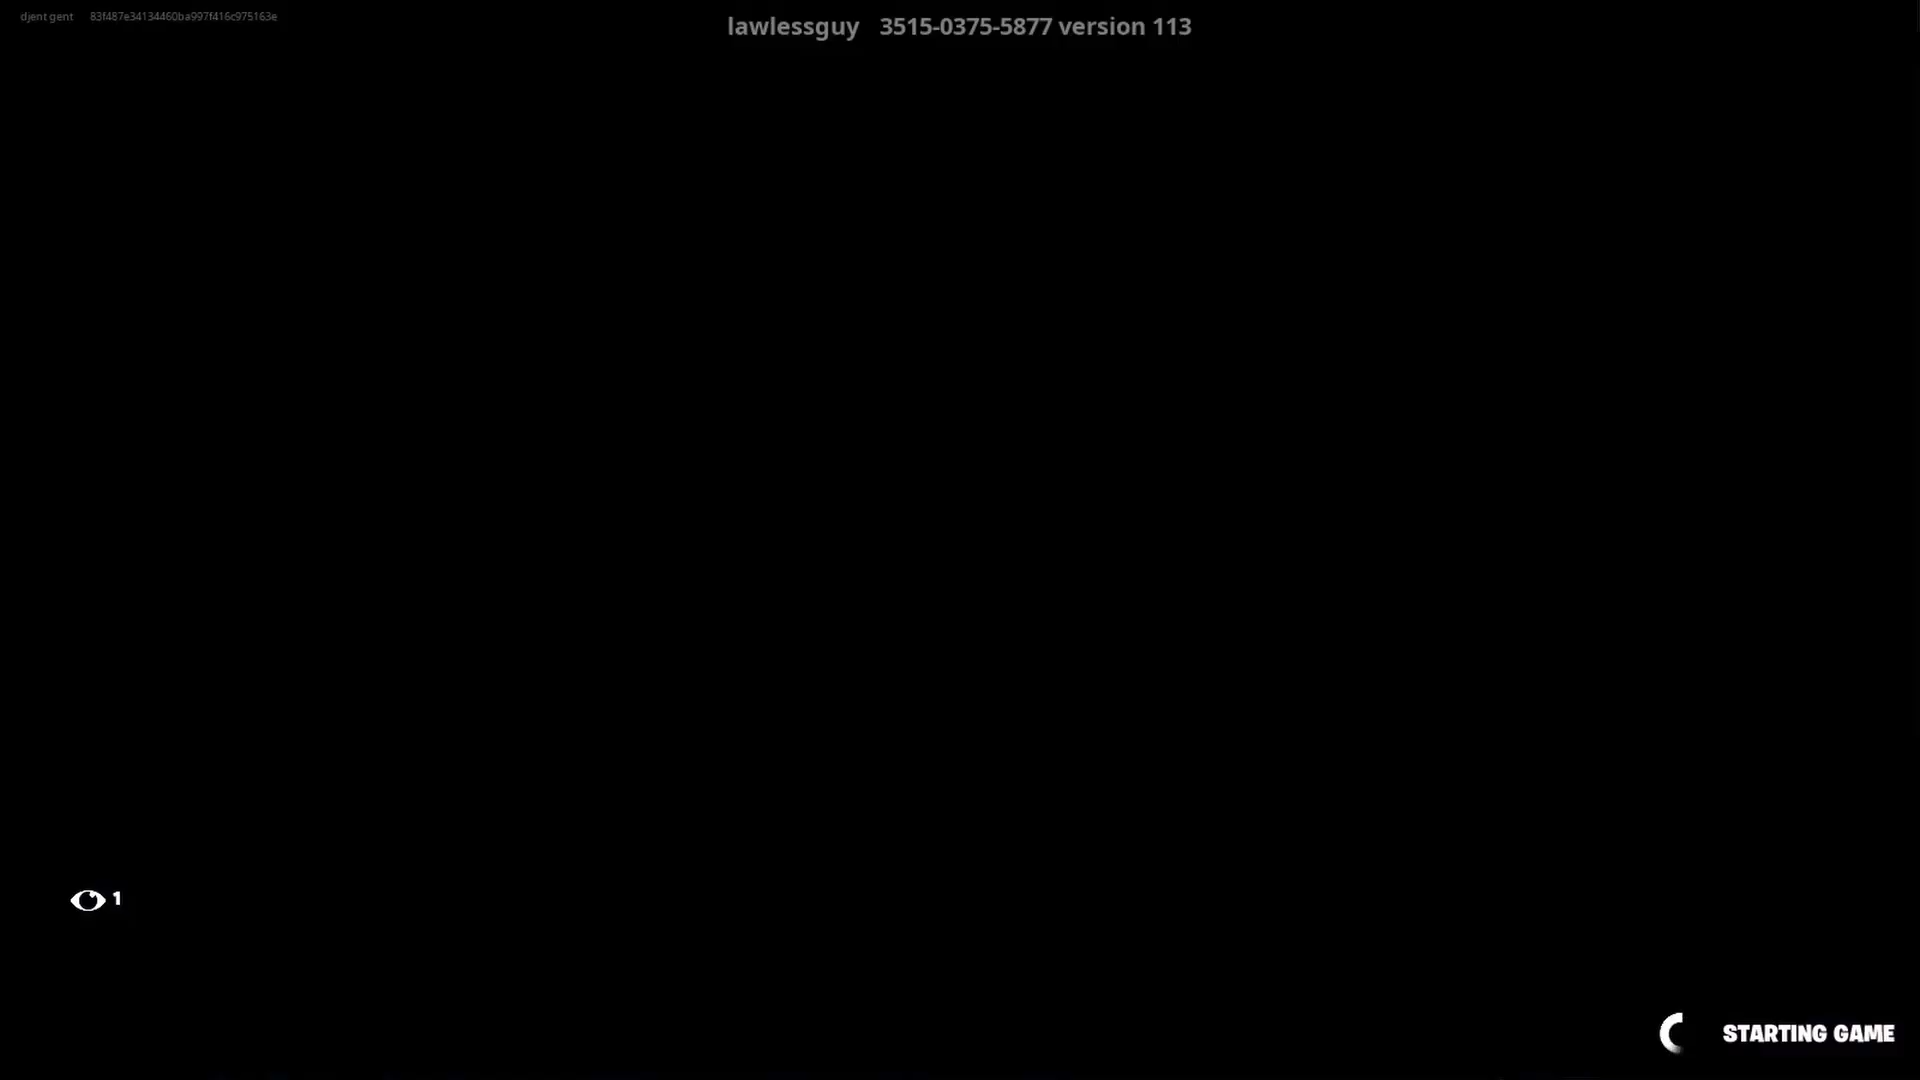 djent gent 83f487e34134460ba997f416c975163e
lawlessguy 3515-0375-5877 version 113
1
STARTING GAME